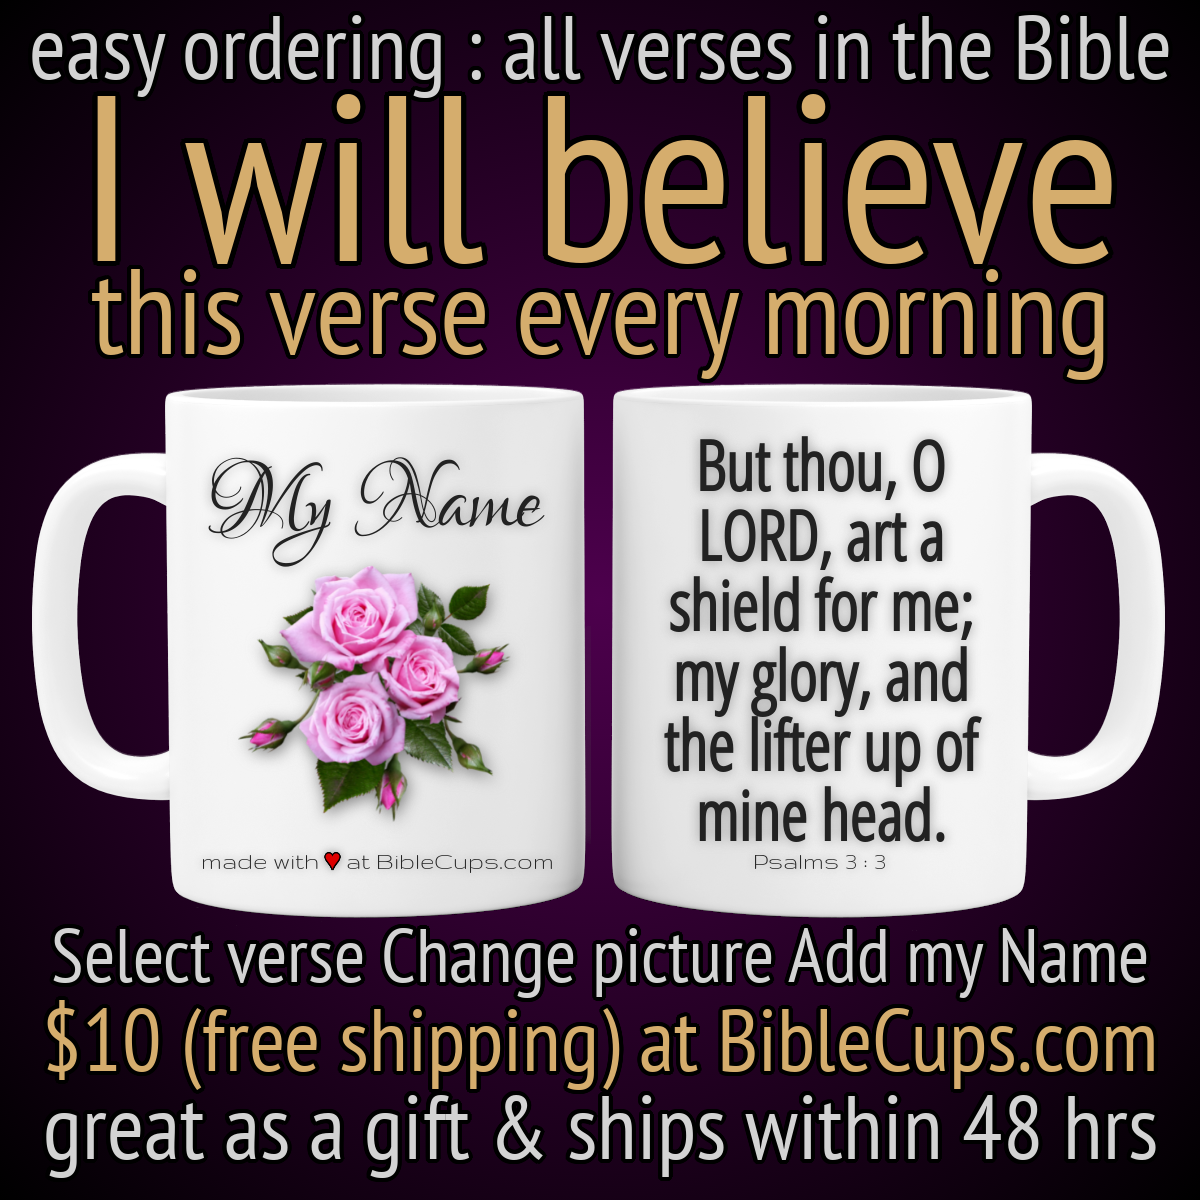 easy ordering : all verses in the Bible
I will believe
this verse every morning
My Name
made with ❤ at BibleCups.com
But thou, O
LORD, art a
shield for me;
my glory, and
the lifter up of
mine head.
Psalms 3 : 3
Select verse Change picture Add my Name
$10 (free shipping) at BibleCups.com
great as a gift & ships within 48 hrs